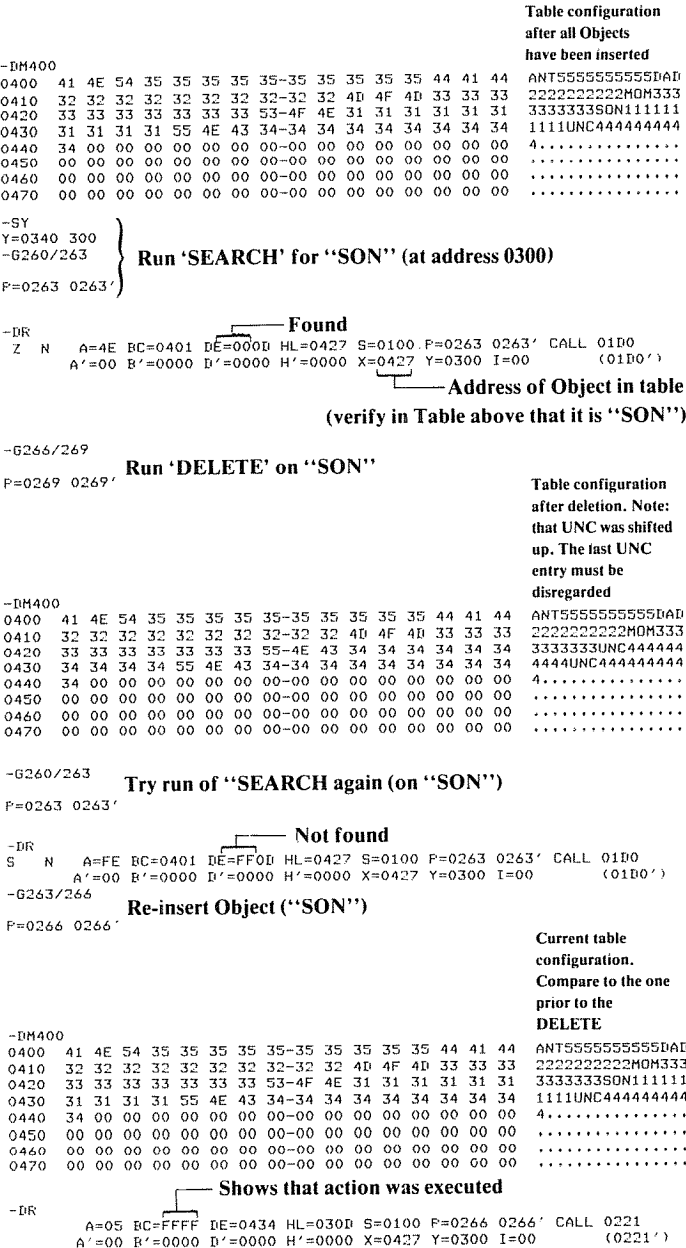 Table configuration
after all Objects
have been inserted
-DM400
0400 41 4E 54 35 35 35 35 35-35 35 35 35 35 44 41 44 ANT5555555555DAD
0410 32 32 32 32 32 32 32 32-32 32 4D 4F 4D 33 33 33 2222222222MOM333
0420 33 33 33 33 33 33 33 53-4F 4E 31 31 31 31 31 31 3333333SON111111
0430 31 31 31 31 55 4E 43 34-34 34 34 34 34 34 34 34 1111UNC444444444
0440 34 00 00 00 00 00 00 00-00 00 00 00 00 00 00 00 4...............
0450 00 00 00 00 00 00 00 00-00 00 00 00 00 00 00 00 ................
0460 00 00 00 00 00 00 00 00-00 00 00 00 00 00 00 00 ................
0470 00 00 00 00 00 00 00 00-00 00 00 00 00 00 00 00 ................
-SY
Y=0340 300
-G260/263
Run 'SEARCH' for "SON" (at address 0300)
P=0263 0263'
Found
-DR
Z N A=4E BC=0401 DE=000D HL=0427 S=0100 P=0263 0263' CALL 01D0
A'=00 B'=0000 D'=0000 H'=0000 X=0427 Y=0300 I=00 (01D0')
Address of Object in table
(verify in Table above that it is "SON")
-G266/269
Run 'DELETE' on "SON"
P=0269 0269'
Table configuration
after deletion. Note:
that UNC was shifted
up. The last UNC
entry must be
disregarded
-DM400
0400 41 4E 54 35 35 35 35 35-35 35 35 35 35 44 41 44 ANT5555555555DAD
0410 32 32 32 32 32 32 32 32-32 32 4D 4F 4D 33 33 33 2222222222MOM333
0420 33 33 33 33 33 33 33 55-4E 43 34 34 34 34 34 34 3333333UNC444444
0430 34 34 34 34 55 4E 43 34-34 34 34 34 34 34 34 34 4444UNC444444444
0440 34 00 00 00 00 00 00 00-00 00 00 00 00 00 00 00 4...............
0450 00 00 00 00 00 00 00 00-00 00 00 00 00 00 00 00 ................
0460 00 00 00 00 00 00 00 00-00 00 00 00 00 00 00 00 ................
0470 00 00 00 00 00 00 00 00-00 00 00 00 00 00 00 00 ................
-G260/263
Try run of "SEARCH again (on "SON")
P=0263 0263'
Not found
-DR
S N A=FE BC=0401 DE=FF0D HL=0427 S=0100 P=0263 0263' CALL 01D0
A'=00 B'=0000 D'=0000 H'=0000 X=0427 Y=0300 I=00 (01D0')
-G263/266
Re-insert Object ("SON")
P=0266 0266'
Current table
configuration.
Compare to the one
prior to the
DELETE
-DM400
0400 41 4E 54 35 35 35 35 35-35 35 35 35 35 44 41 44 ANT5555555555DAD
0410 32 32 32 32 32 32 32 32-32 32 4D 4F 4D 33 33 33 2222222222MOM333
0420 33 33 33 33 33 33 33 53-4F 4E 31 31 31 31 31 31 3333333SON111111
0430 31 31 31 31 55 4E 43 34-34 34 34 34 34 34 34 34 1111UNC444444444
0440 34 00 00 00 00 00 00 00-00 00 00 00 00 00 00 00 4...............
0450 00 00 00 00 00 00 00 00-00 00 00 00 00 00 00 00 ................
0460 00 00 00 00 00 00 00 00-00 00 00 00 00 00 00 00 ................
0470 00 00 00 00 00 00 00 00-00 00 00 00 00 00 00 00 ................
Shows that action was executed
-DR
A=05 BC=FFFF DE=0434 HL=030D S=0100 P=0266 0266' CALL 0221
A'=00 B'=0000 D'=0000 H'=0000 X=0427 Y=0300 I=00 (0221')